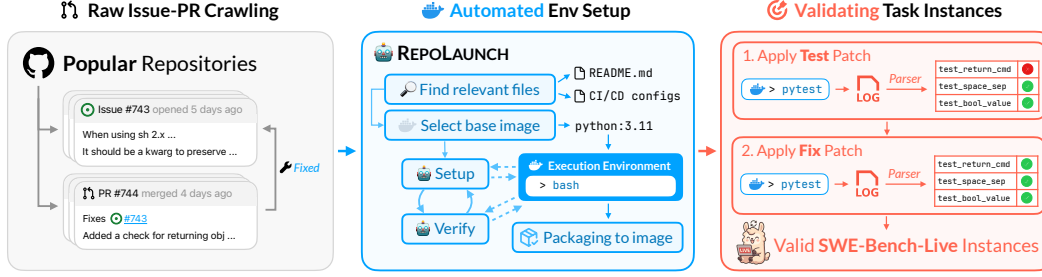 Raw Issue-PR Crawling
Popular Repositories
Issue #743 opened 5 days ago
When using sh 2.x ...
It should be a kwarg to preserve ...
Fixed
PR #744 merged 4 days ago
Fixes #743
Added a check for returning obj ...
Automated Env Setup
REPOLAUNCH
Find relevant files
README.md
CI/CD configs
Select base image
python:3.11
Setup
Verify
Execution Environment
> bash
Packaging to image
Validating Task Instances
1. Apply Test Patch
> pytest
LOG
Parser
test_return_cmd
test_space_sep
test_bool_value
2. Apply Fix Patch
> pytest
LOG
Parser
test_return_cmd
test_space_sep
test_bool_value
Valid SWE-Bench-Live Instances